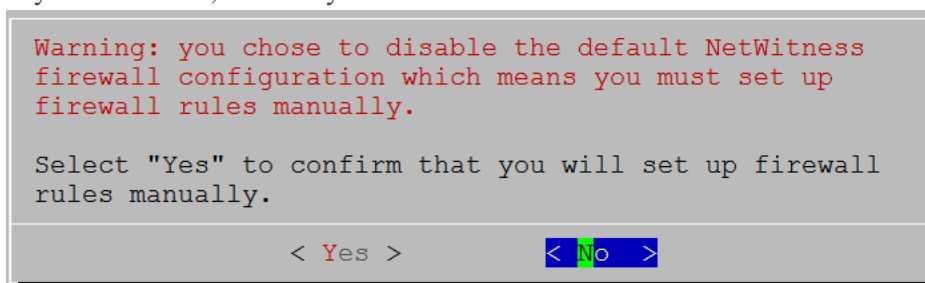 Warning: you chose to disable the default NetWitness
firewall configuration which means you must set up
firewall rules manually.
Select "Yes" to confirm that you will set up firewall
rules manually.
< Yes > < No >